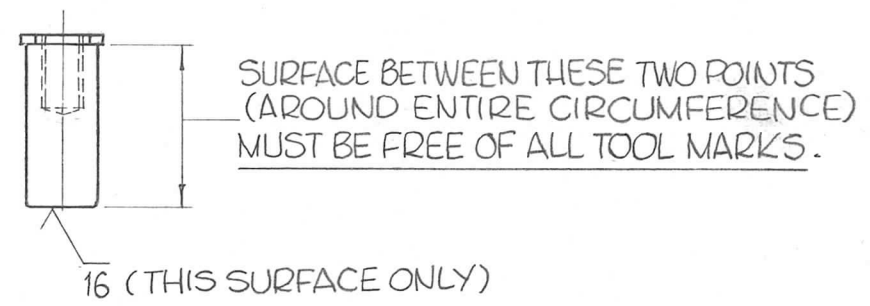 SURFACE BETWEEN THESE TWO POINTS
(AROUND ENTIRE CIRCUMFERENCE)
MUST BE FREE OF ALL TOOL MARKS.
16 (THIS SURFACE ONLY)